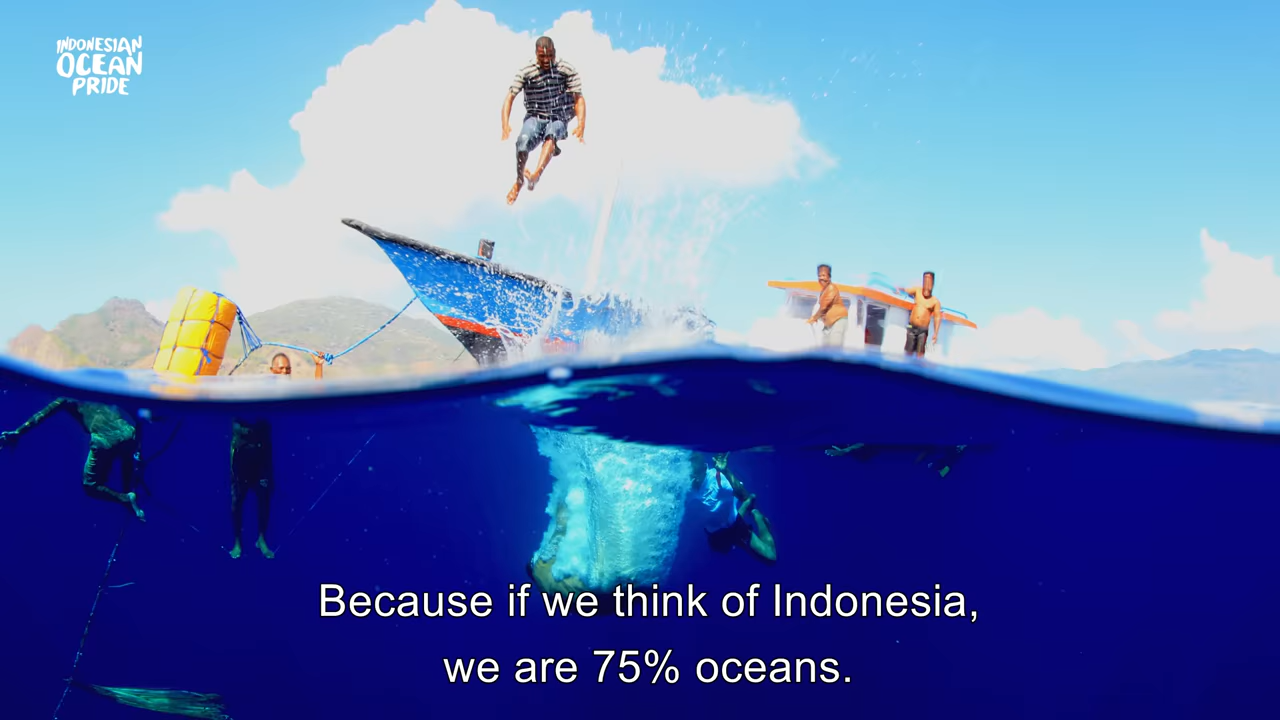 INDONESIAN
OCEAN
PRIDE
Because if we think of Indonesia,
we are 75% oceans.